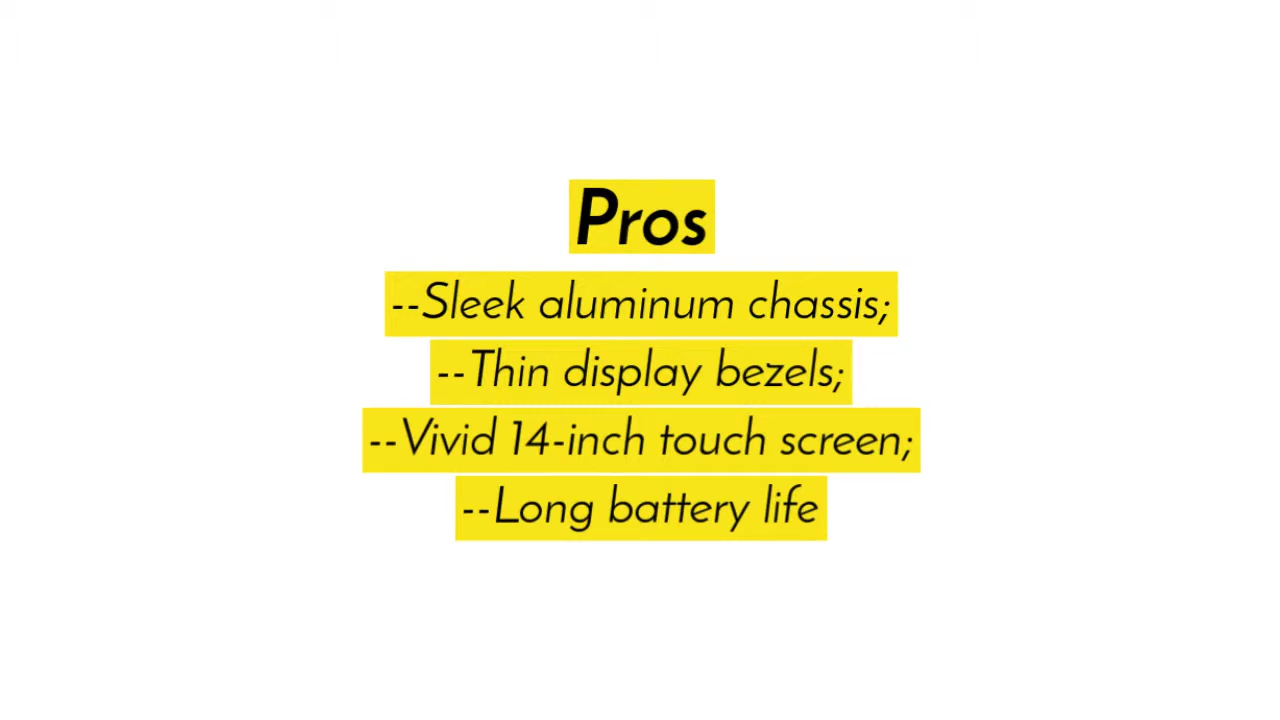 Pros
--Sleek aluminum chassis;
--Thin display bezels;
--Vivid 14-inch touch screen;
--Long battery life